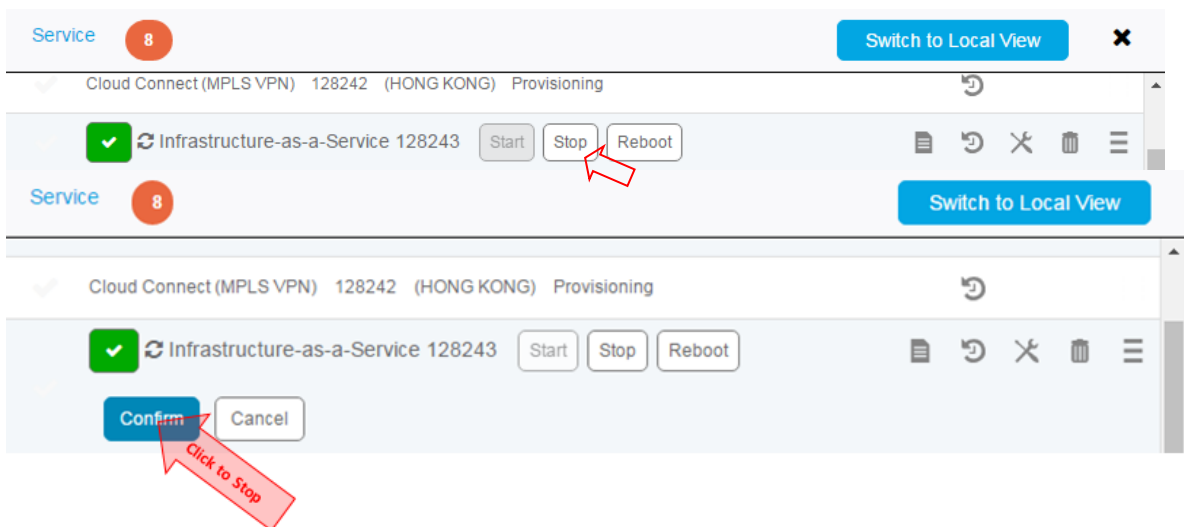 Service 8 Switch to Local View
Cloud Connect (MPLS VPN) 128242 (HONG KONG) Provisioning
Infrastructure-as-a-Service 128243 Start Stop Reboot
Service 8 Switch to Local View
Cloud Connect (MPLS VPN) 128242 (HONG KONG) Provisioning
Infrastructure-as-a-Service 128243 Start Stop Reboot
Confirm Cancel
Click to Stop